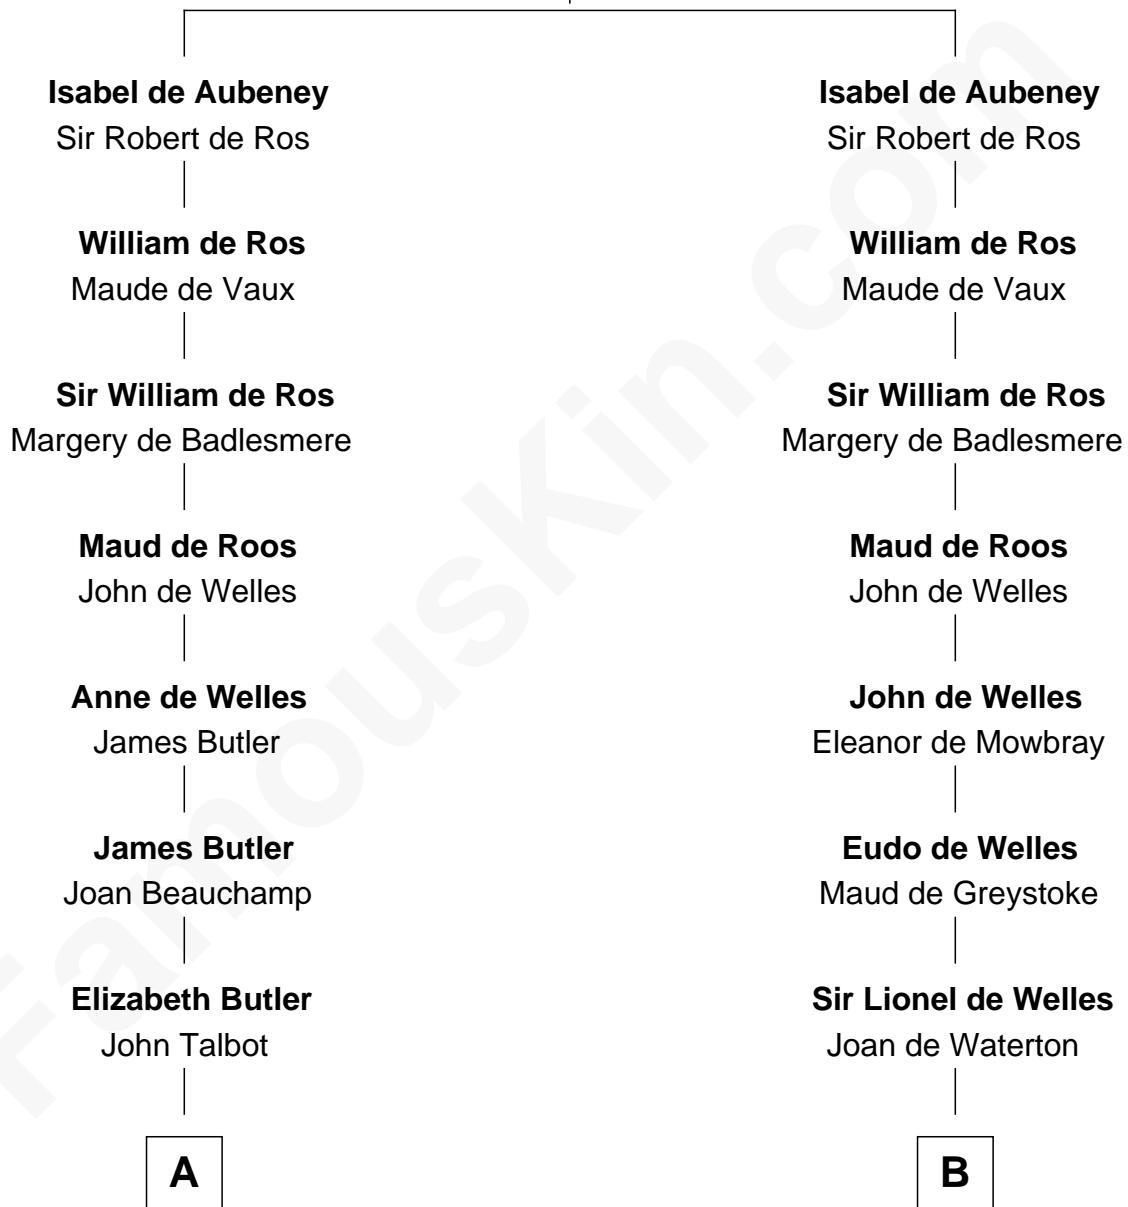 Isabel de Aubeney
Sir Robert de Ros
William de Ros
Maude de Vaux
Sir William de Ros
Margery de Badlesmere
Maud de Roos
John de Welles
Anne de Welles
James Butler
James Butler
Joan Beauchamp
Elizabeth Butler
John Talbot
A
Isabel de Aubeney
Sir Robert de Ros
William de Ros
Maude de Vaux
Sir William de Ros
Margery de Badlesmere
Maud de Roos
John de Welles
John de Welles
Eleanor de Mowbray
Eudo de Welles
Maud de Greystoke
Sir Lionel de Welles
Joan de Waterton
B
FamousKin.com